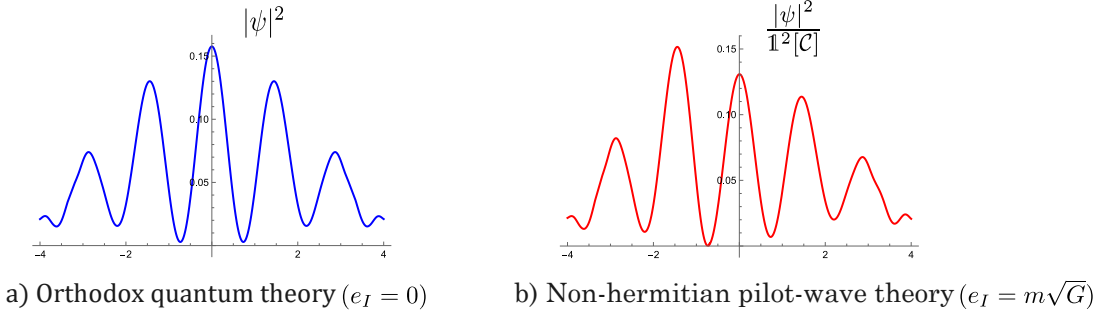 |ψ|²
0.15
0.10
0.05
−4 −2 2 4
a) Orthodox quantum theory (e_I = 0)
|ψ|²
𝟙²[𝒞]
0.15
0.10
0.05
−4 −2 2 4
b) Non-hermitian pilot-wave theory (e_I = m√G)